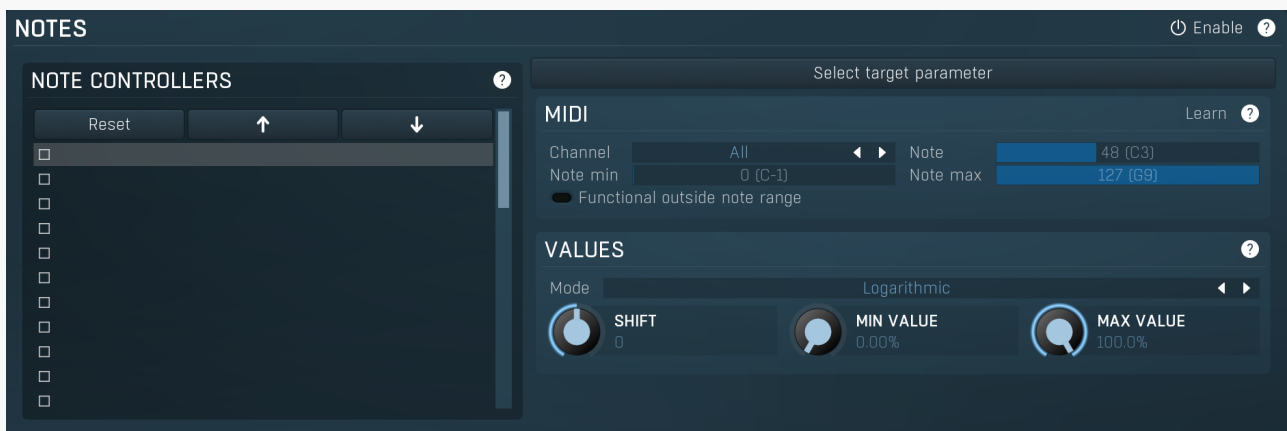 NOTES
Enable ?
NOTE CONTROLLERS ?
Reset
Select target parameter
MIDI
Learn ?
Channel All Note 48 (C3)
Note min 0 (C-1) Note max 127 (G9)
Functional outside note range
VALUES ?
Mode Logarithmic
SHIFT
0
MIN VALUE
0.00%
MAX VALUE
100.0%